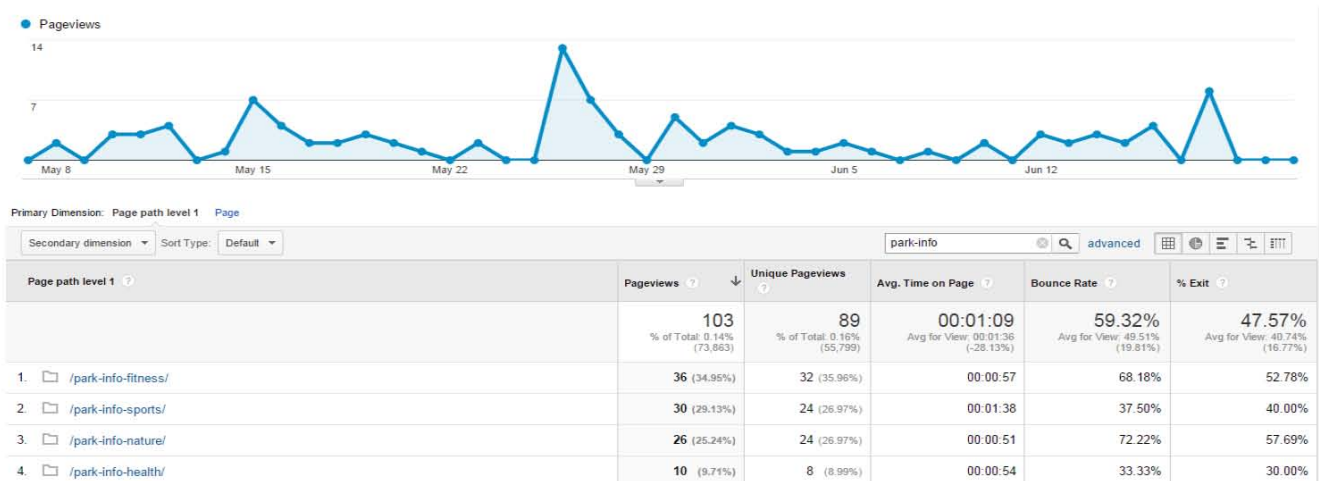 Pageviews
14
7
May 8 May 15 May 22 May 29 Jun 5 Jun 12
Primary Dimension: Page path level 1 Page
Secondary dimension Sort Type: Default park-info advanced
Page path level 1 ? Pageviews ? Unique Pageviews ? Avg. Time on Page ? Bounce Rate ? % Exit ?
103 89 00:01:09 59.32% 47.57%
% of Total: 0.14% % of Total: 0.16% Avg for View: 00:01:36 Avg for View: 49.51% Avg for View: 40.74%
(73,863) (55,799) (-28.13%) (19.81%) (16.77%)
1. /park-info-fitness/ 36 (34.95%) 32 (35.96%) 00:00:57 68.18% 52.78%
2. /park-info-sports/ 30 (29.13%) 24 (26.97%) 00:01:38 37.50% 40.00%
3. /park-info-nature/ 26 (25.24%) 24 (26.97%) 00:00:51 72.22% 57.69%
4. /park-info-health/ 10 (9.71%) 8 (8.99%) 00:00:54 33.33% 30.00%